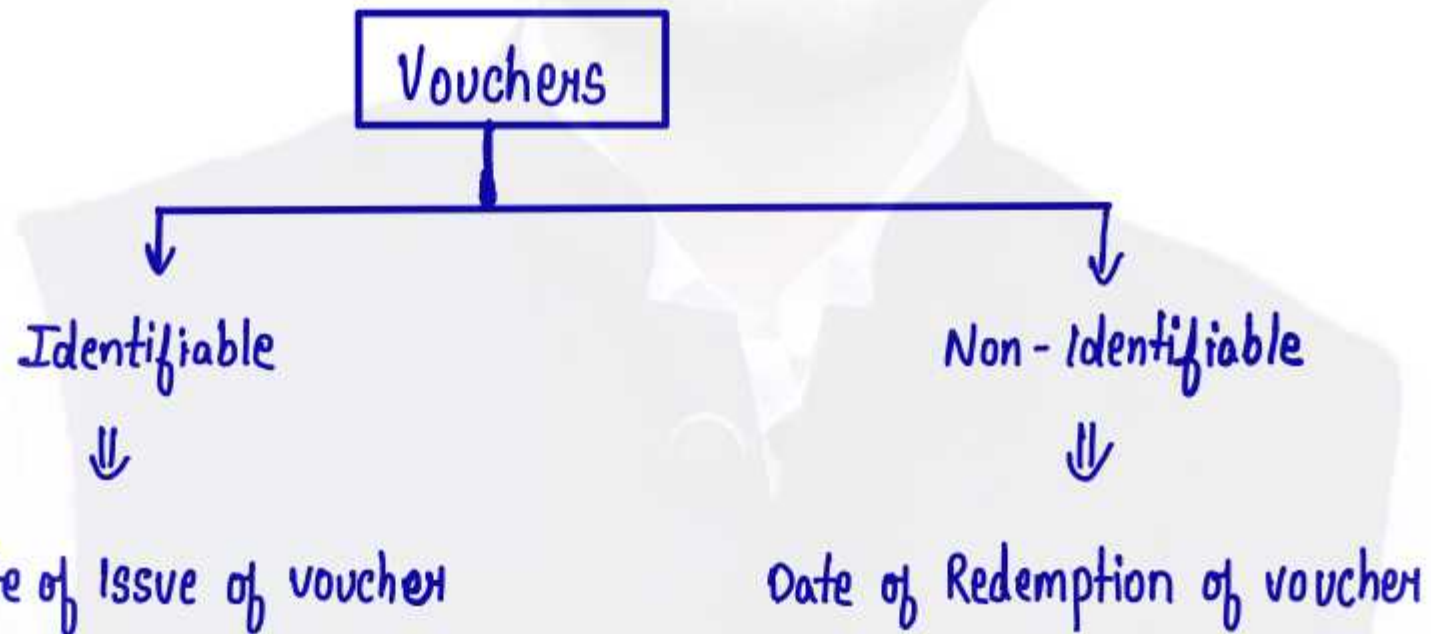 Vouchers
Identifiable
Non-Identifiable
of Issue of voucher
Date of Redemption of voucher